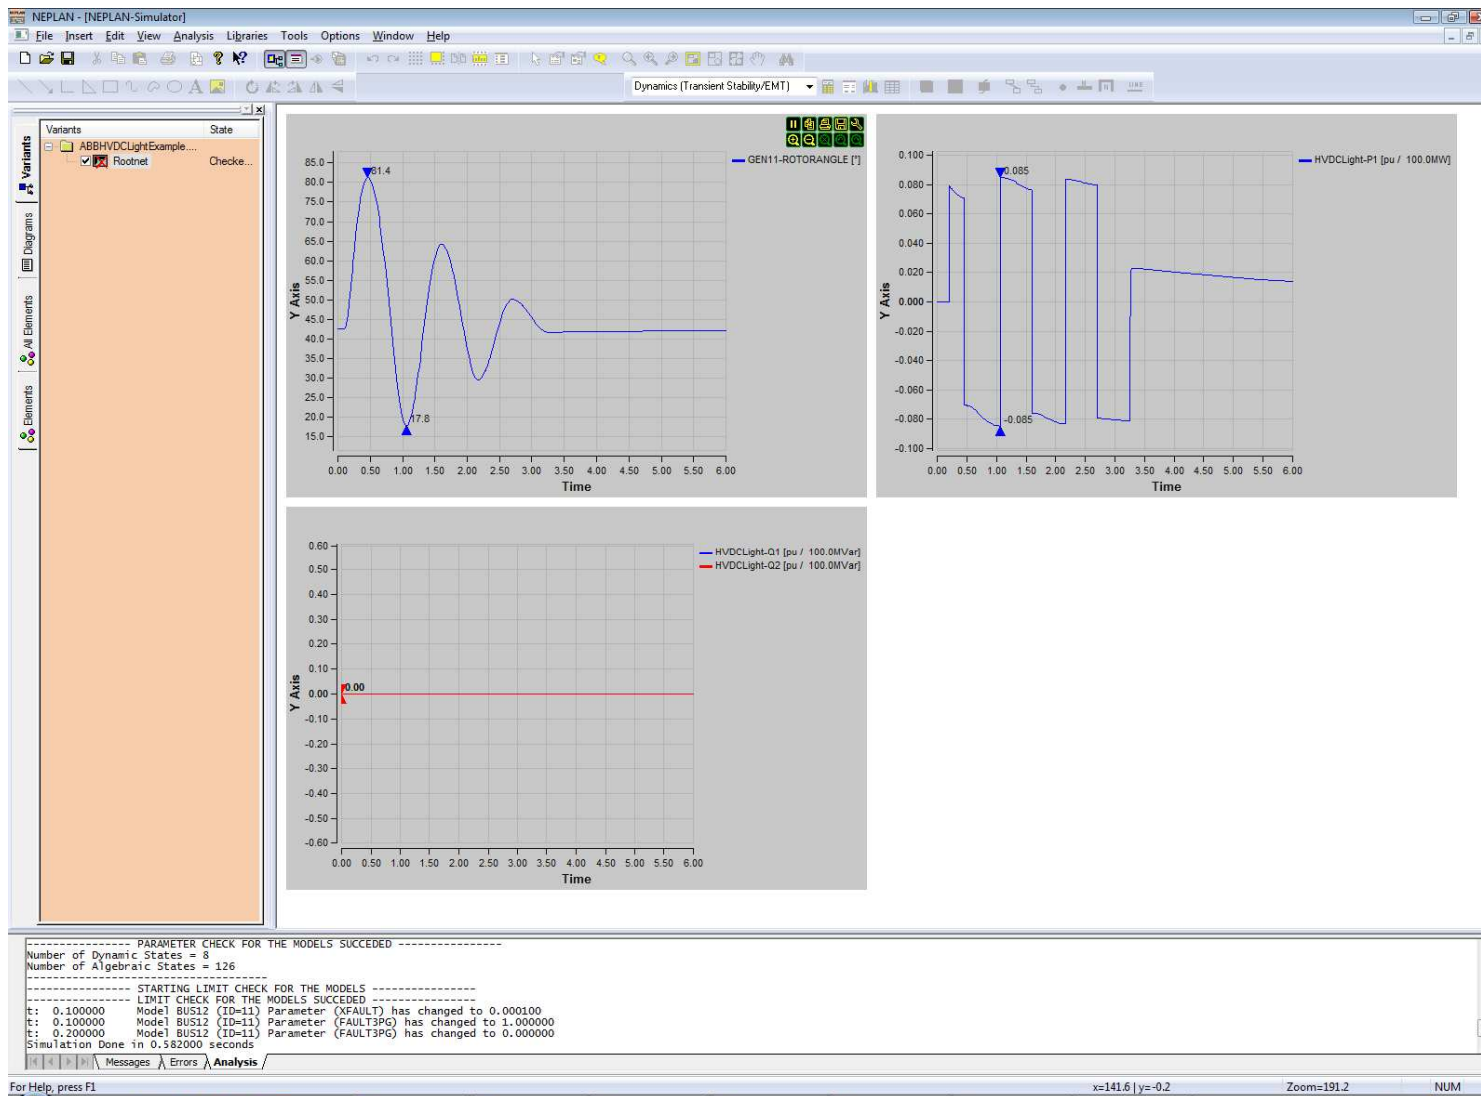 NEPLAN - [NEPLAN-Simulator]
File Insert Edit View Analysis Libraries Tools Options Window Help
Dynamics (Transient Stability/EMT)
Variants State
ABBHVDCLightExample....
Rootnet Checke...
Variants
Diagrams
All Elements
Elements
GEN11-ROTORANGLE [°]
85.0
80.0
75.0
70.0
65.0
60.0
55.0
50.0
45.0
40.0
35.0
30.0
25.0
20.0
15.0
81.4
17.8
Y Axis
0.00 0.50 1.00 1.50 2.00 2.50 3.00 3.50 4.00 4.50 5.00 5.50 6.00
Time
HVDCLight-P1 [pu / 100.0MW]
0.100
0.080
0.060
0.040
0.020
0.000
-0.020
-0.040
-0.060
-0.080
-0.100
0.085
-0.085
Y Axis
0.00 0.50 1.00 1.50 2.00 2.50 3.00 3.50 4.00 4.50 5.00 5.50 6.00
Time
HVDCLight-Q1 [pu / 100.0MVar]
HVDCLight-Q2 [pu / 100.0MVar]
0.60
0.50
0.40
0.30
0.20
0.10
0.00
-0.10
-0.20
-0.30
-0.40
-0.50
-0.60
0.00
Y Axis
0.00 0.50 1.00 1.50 2.00 2.50 3.00 3.50 4.00 4.50 5.00 5.50 6.00
Time
---------------- PARAMETER CHECK FOR THE MODELS SUCCEDED ----------------
Number of Dynamic States = 8
Number of Algebraic States = 126
-------------------------------------
---------------- STARTING LIMIT CHECK FOR THE MODELS ----------------
---------------- LIMIT CHECK FOR THE MODELS SUCCEDED ----------------
t: 0.100000 Model BUS12 (ID=11) Parameter (XFAULT) has changed to 0.000100
t: 0.100000 Model BUS12 (ID=11) Parameter (FAULT3PG) has changed to 1.000000
t: 0.200000 Model BUS12 (ID=11) Parameter (FAULT3PG) has changed to 0.000000
Simulation Done in 0.582000 seconds
Messages Errors Analysis
For Help, press F1 x=141.6 | y=-0.2 Zoom=191.2 NUM